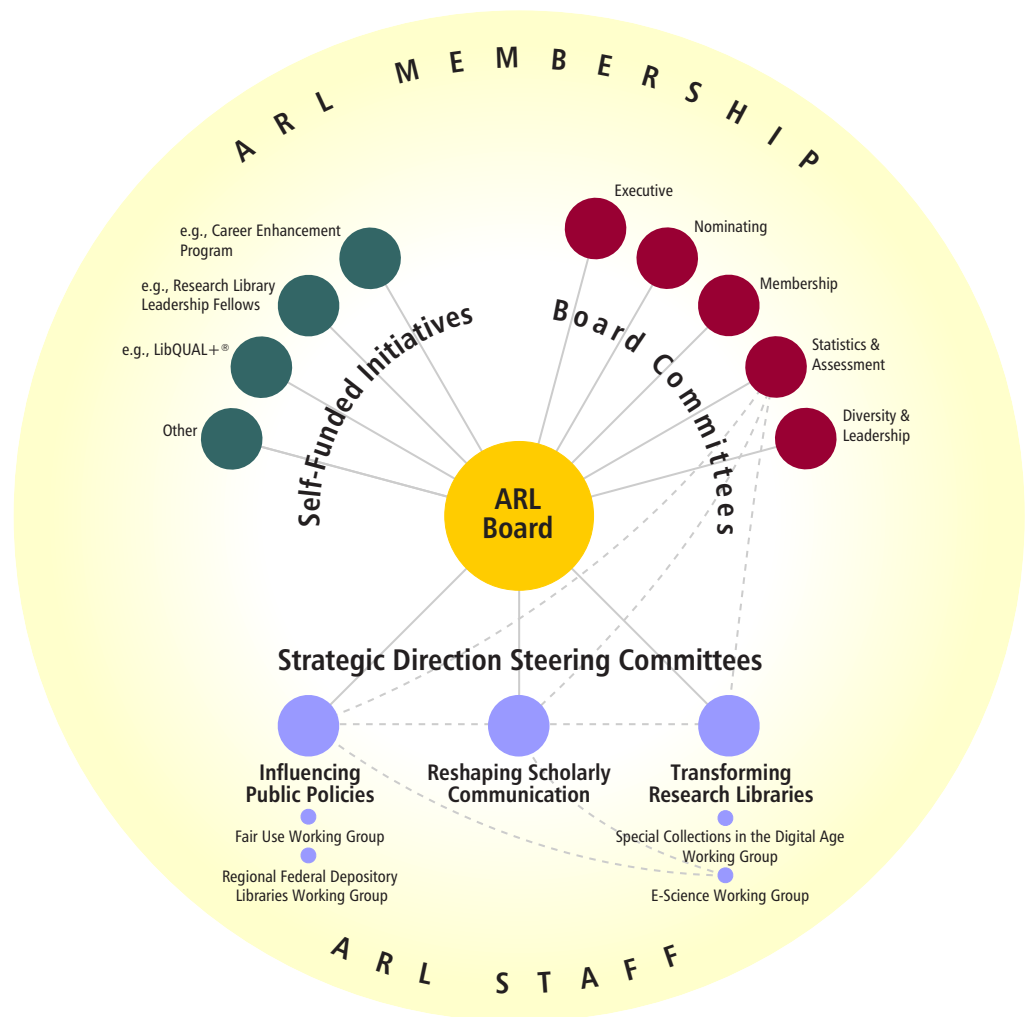 ARL MEMBERSHIP
Executive
Nominating
Membership
Statistics &
Assessment
Diversity &
Leadership
Board Committees
e.g., Career Enhancement
Program
e.g., Research Library
Leadership Fellows
e.g., LibQUAL+®
Other
Self-Funded Initiatives
ARL
Board
Strategic Direction Steering Committees
Influencing
Public Policies
Fair Use Working Group
Regional Federal Depository
Libraries Working Group
Reshaping Scholarly
Communication
Transforming
Research Libraries
Special Collections in the Digital Age
Working Group
E-Science Working Group
ARL STAFF